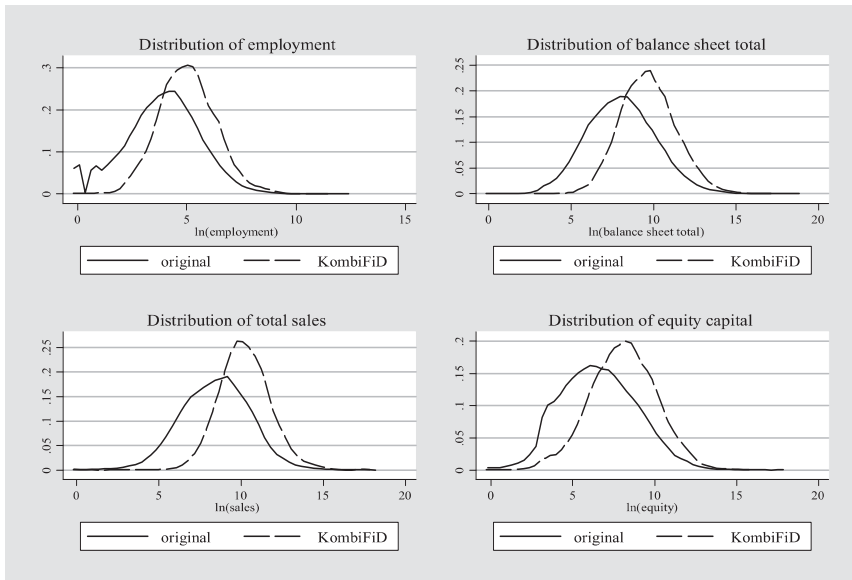 Distribution of employment
0 .1 .2 .3
0 5 10 15
ln(employment)
original KombiFiD
Distribution of balance sheet total
0 .05 .1 .15 .2 .25
0 5 10 15 20
ln(balance sheet total)
original KombiFiD
Distribution of total sales
0 .05 .1 .15 .2 .25
0 5 10 15 20
ln(sales)
original KombiFiD
Distribution of equity capital
0 .05 .1 .15 .2
0 5 10 15 20
ln(equity)
original KombiFiD